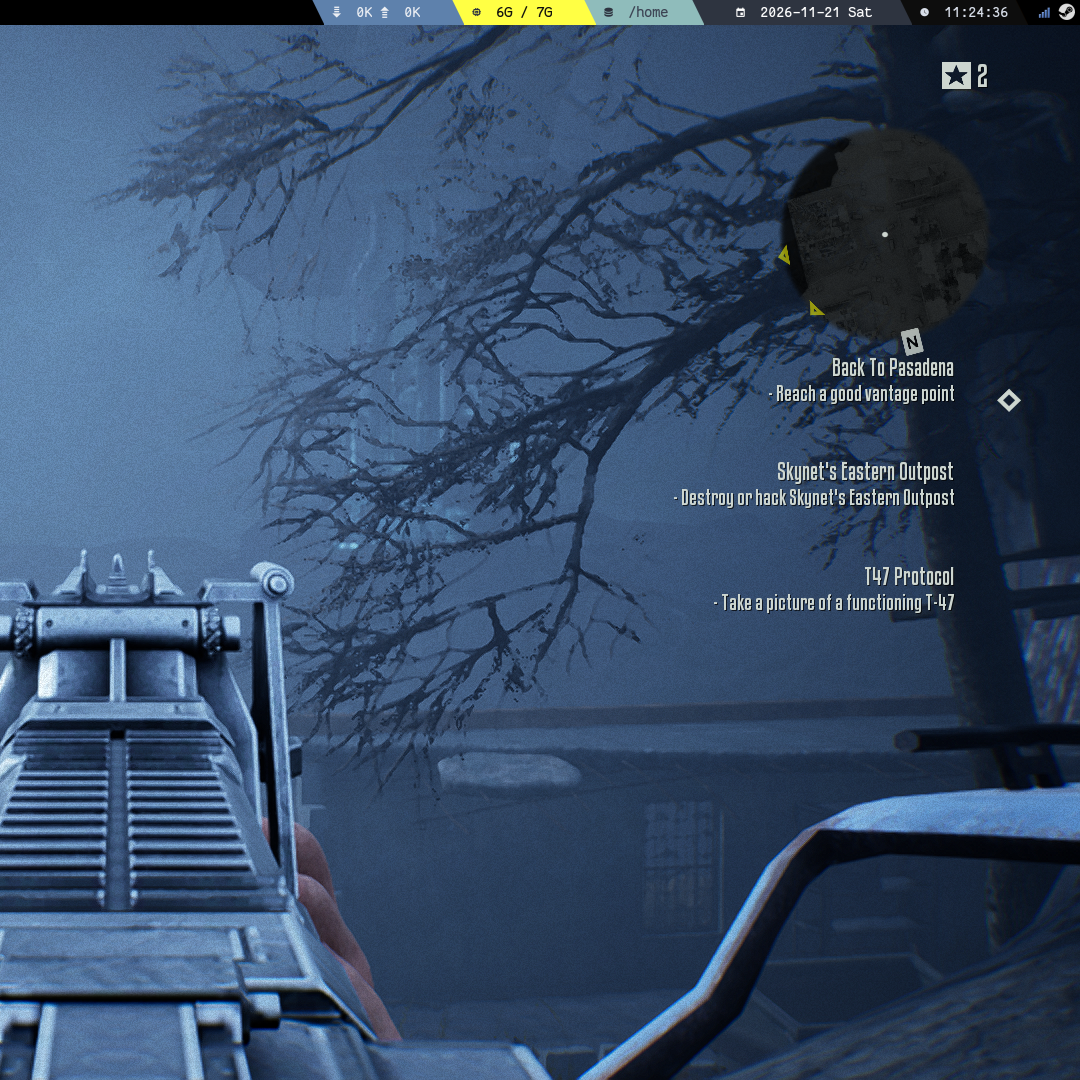 0K 0K 6G / 7G /home 2026-11-21 Sat 11:24:36
2
N
Back To Pasadena
- Reach a good vantage point
Skynet's Eastern Outpost
- Destroy or hack Skynet's Eastern Outpost
T47 Protocol
- Take a picture of a functioning T-47